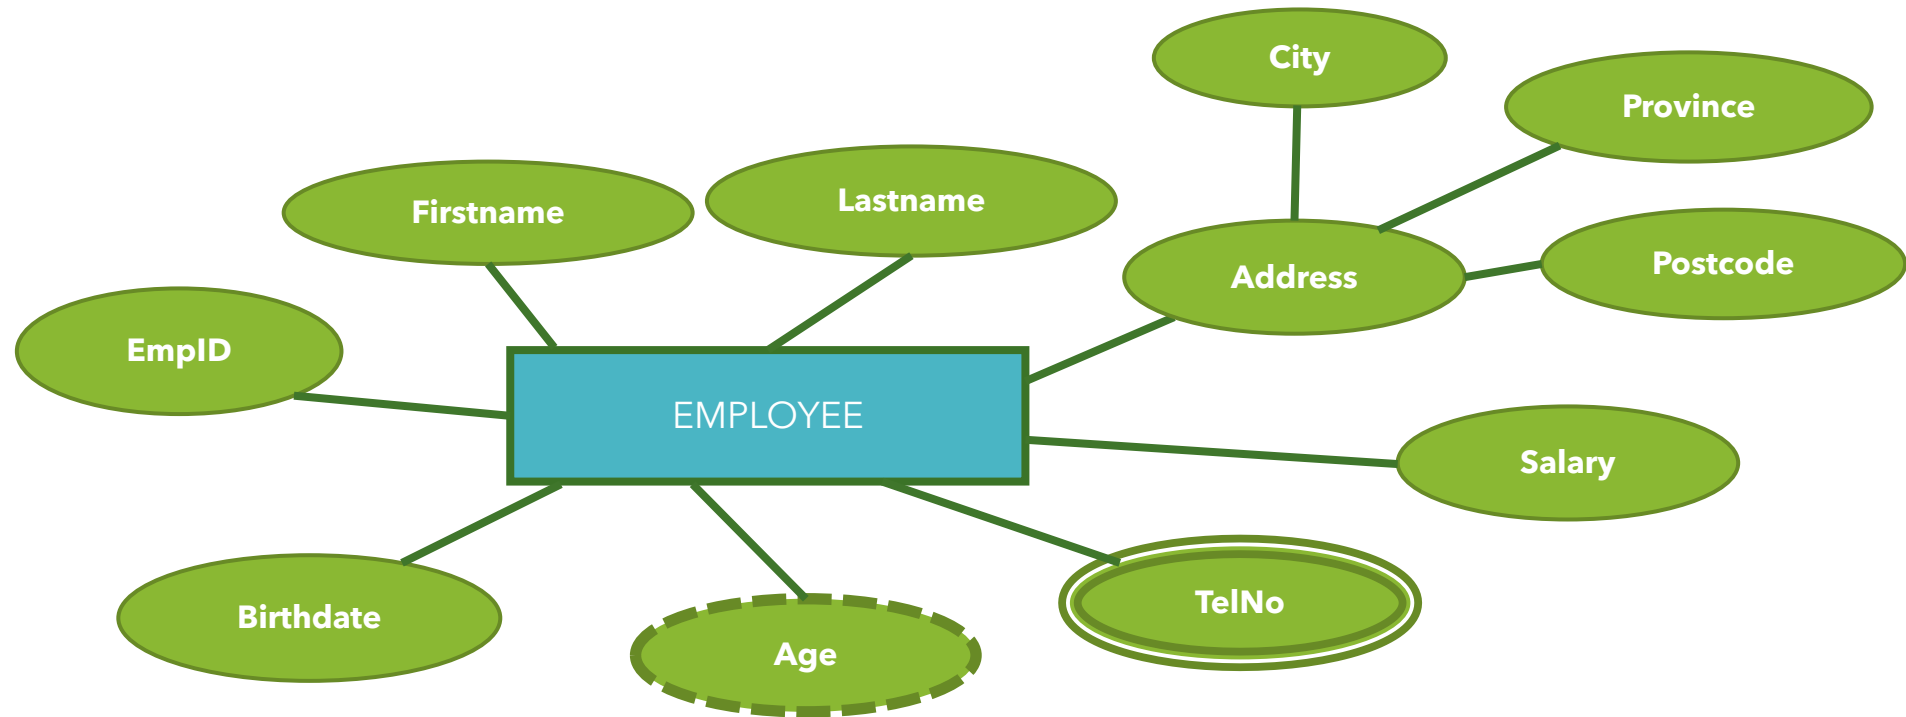 City
Province
Lastname
Firstname
Postcode
Address
EmpID
EMPLOYEE
Salary
TelNo
Birthdate
Age